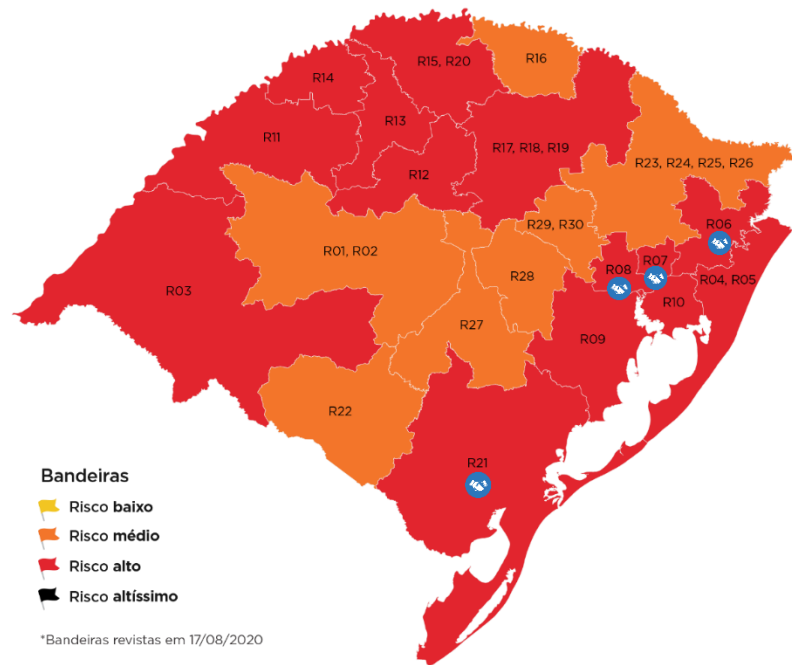 R16
R15, R20
R14
R13
R11
R17, R18, R19
R23, R24, R25, R26
R12
R06
R29, R30
R01, R02
R07
R08
R28
R04, R05
R03
R10
R27
R09
R22
R21
Bandeiras
Risco baixo
Risco médio
Risco alto
Risco altíssimo
*Bandeiras revistas em 17/08/2020